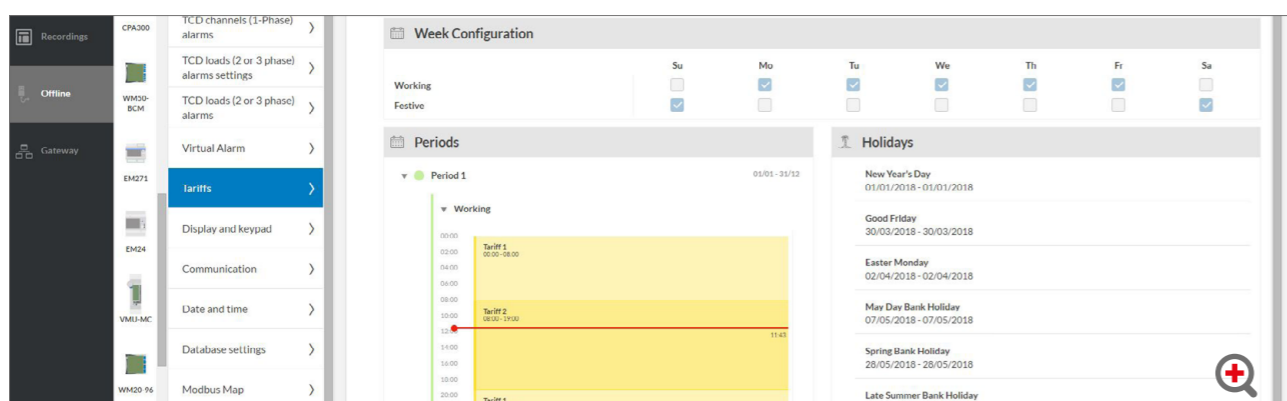 Recordings
Offline
Gateway
CPA300
WM50-
BCM
EM271
EM24
VMU-MC
WM20-96
TCD channels (1-Phase)
alarms
TCD loads (2 or 3 phase)
alarms settings
TCD loads (2 or 3 phase)
alarms
Virtual Alarm
Tariffs
Display and keypad
Communication
Date and time
Database settings
Modbus Map
Week Configuration
Su Mo Tu We Th Fr Sa
Working
Festive
Periods
Period 1 01/01 - 31/12
Working
00:00
02:00
04:00
06:00
08:00
10:00
14:00
16:00
18:00
20:00
Tariff 1
00:00 - 08:00
Tariff 2
08:00 - 19:00
11:43
Tariff 1
Holidays
New Year's Day
01/01/2018 - 01/01/2018
Good Friday
30/03/2018 - 30/03/2018
Easter Monday
02/04/2018 - 02/04/2018
May Day Bank Holiday
07/05/2018 - 07/05/2018
Spring Bank Holiday
28/05/2018 - 28/05/2018
Late Summer Bank Holiday